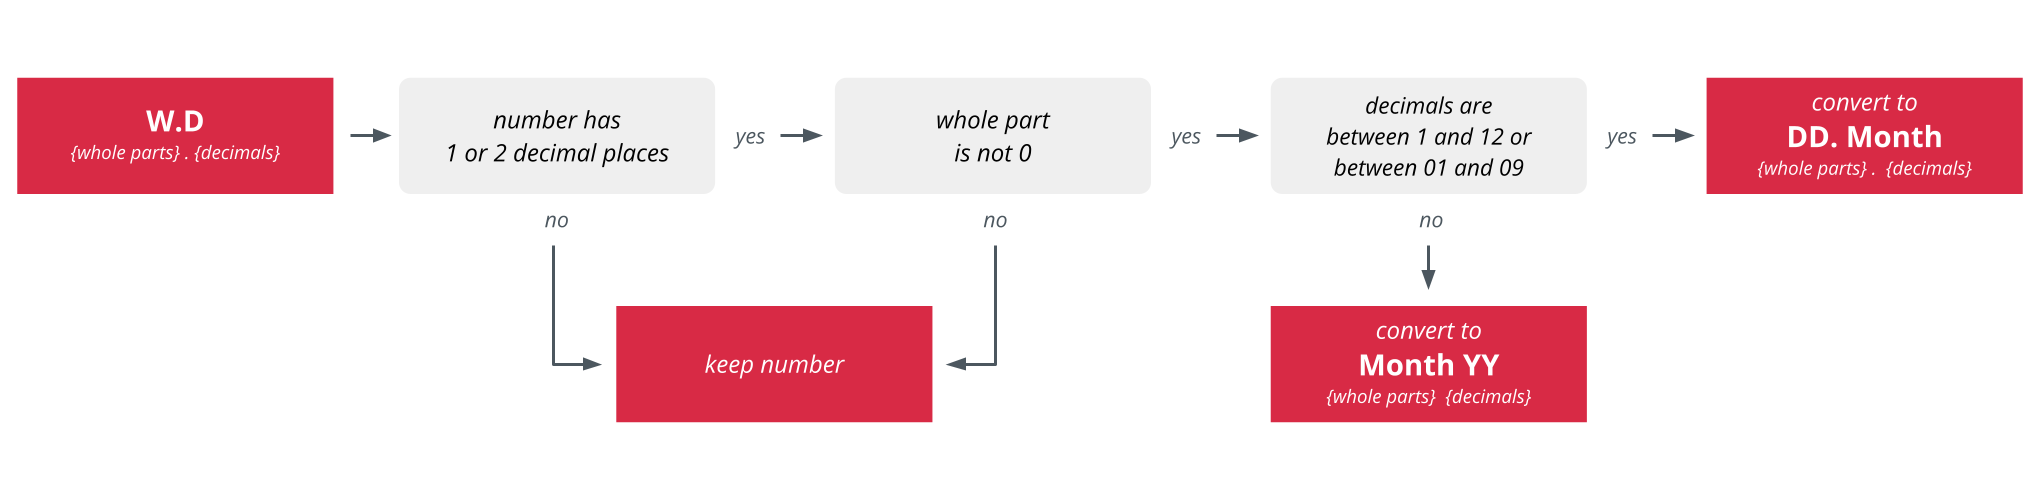 W.D
{whole parts} . {decimals}
number has
1 or 2 decimal places
yes
whole part
is not 0
yes
decimals are
between 1 and 12 or
between 01 and 09
yes
convert to
DD. Month
{whole parts} .  {decimals}
no
no
no
keep number
convert to
Month YY
{whole parts}  {decimals}